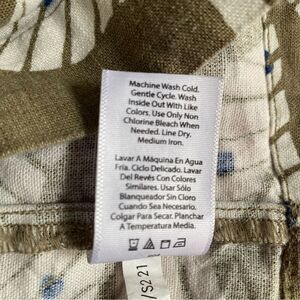 Machine Wash Cold.
Gentle Cycle. Wash
Inside Out With Like
Colors. Use Only Non
Chlorine Bleach When
Needed. Line Dry.
Medium Iron.
Lavar A Máquina En Agua
Fría. Ciclo Delicado. Lavar
Del Revés Con Colores
Similares. Usar Sólo
Blanqueador Sin Cloro
Cuando Sea Necesario.
Colgar Para Secar. Planchar
A Temperatura Media.
/S221